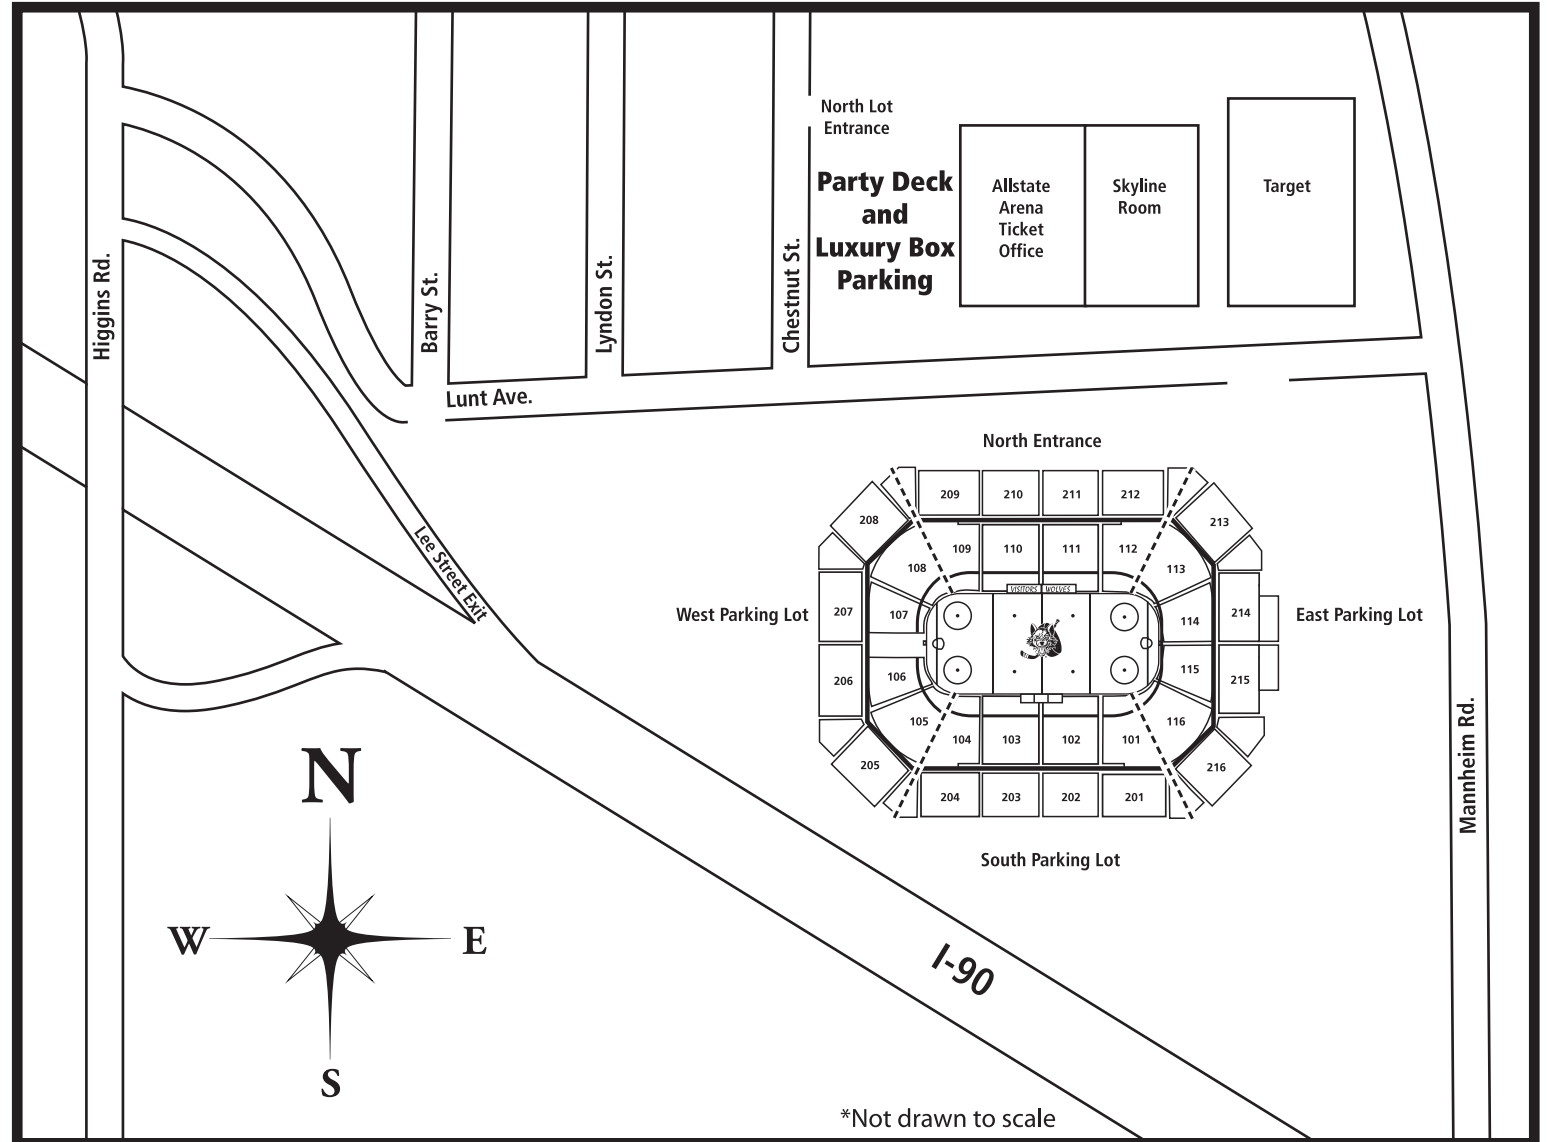 North Lot
Entrance
Party Deck
and
Luxury Box
Parking
Allstate
Arena
Ticket
Office
Skyline
Room
Target
Higgins Rd.
Barry St.
Lyndon St.
Chestnut St.
Lunt Ave.
North Entrance
209 210 211 212
208 213
109 110 111 112
108 113
VISITORS WOLVES
West Parking Lot
207 107 114 214
East Parking Lot
Lee Street Exit
206 106 115 215
105 116
104 103 102 101
205 216
204 203 202 201
Mannheim Rd.
South Parking Lot
N
W E
S
I-90
*Not drawn to scale